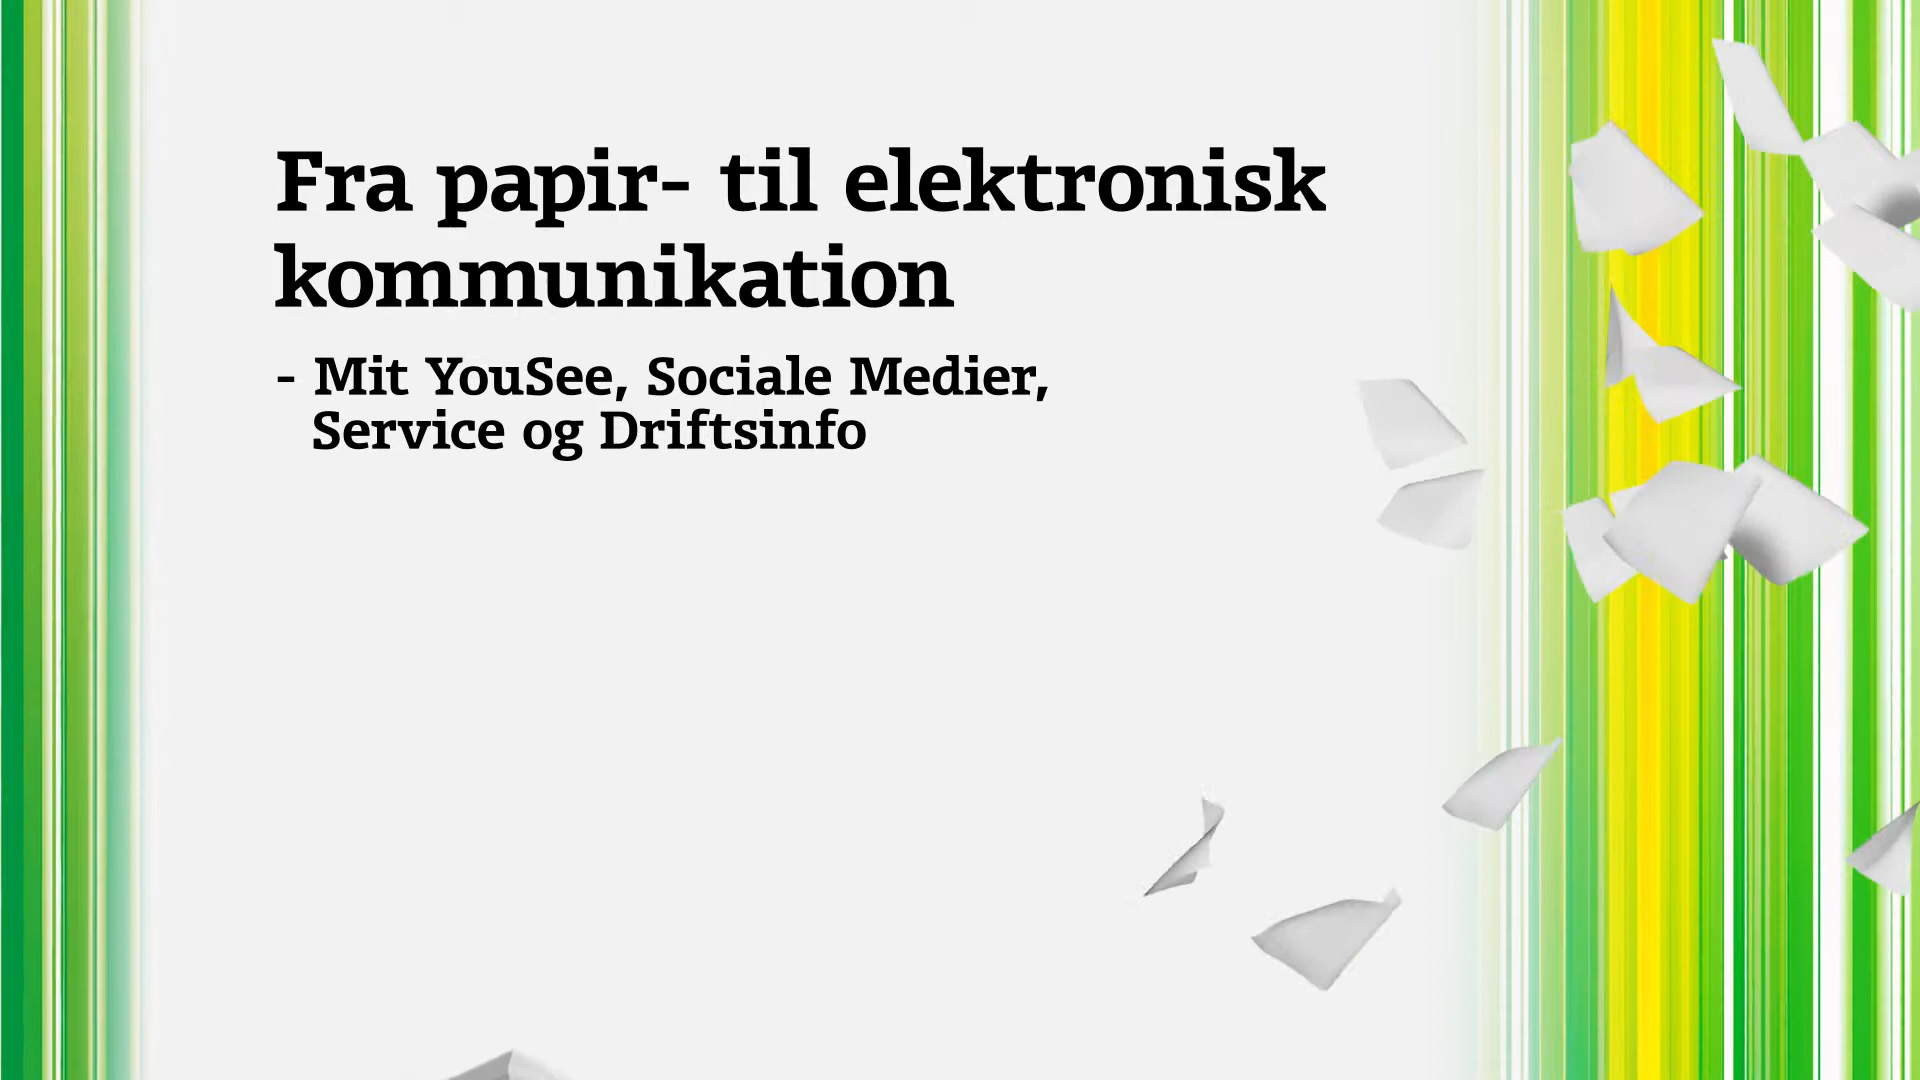 Fra papir- til elektronisk
kommunikation
- Mit YouSee, Sociale Medier,
Service og Driftsinfo